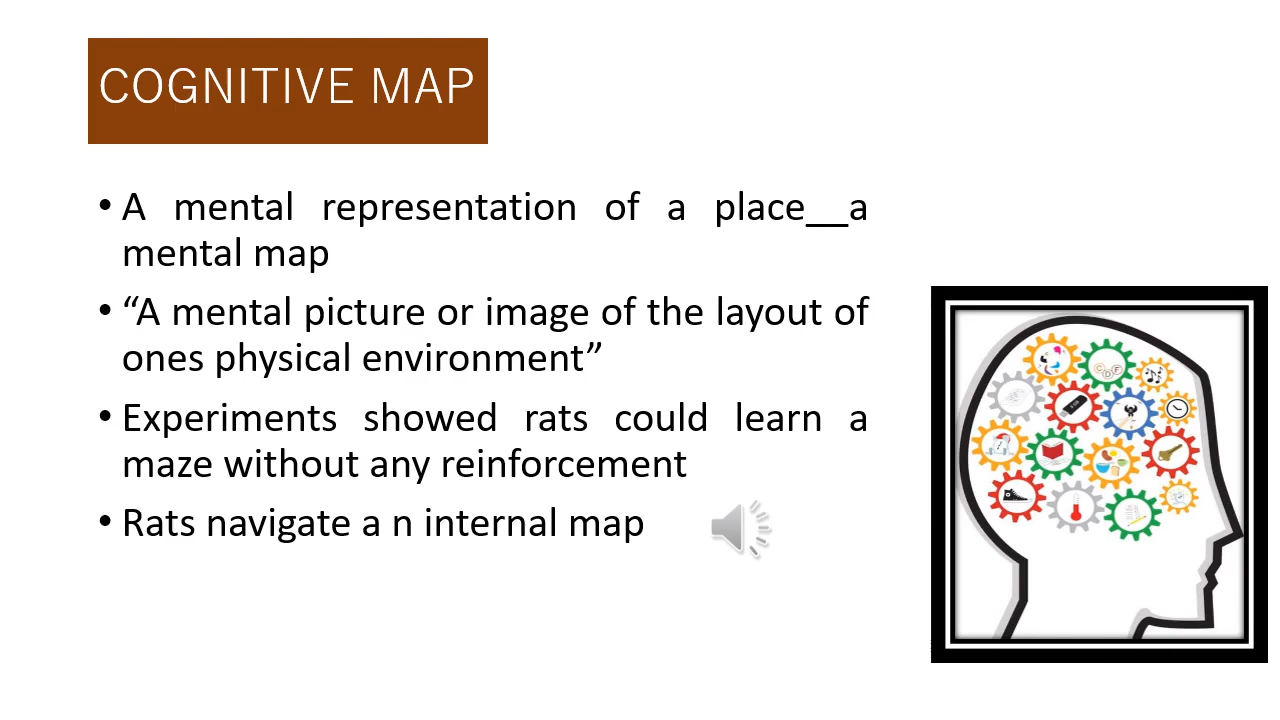 COGNITIVE MAP
• A mental representation of a place__a
mental map
• “A mental picture or image of the layout of
ones physical environment”
• Experiments showed rats could learn a
maze without any reinforcement
• Rats navigate a n internal map